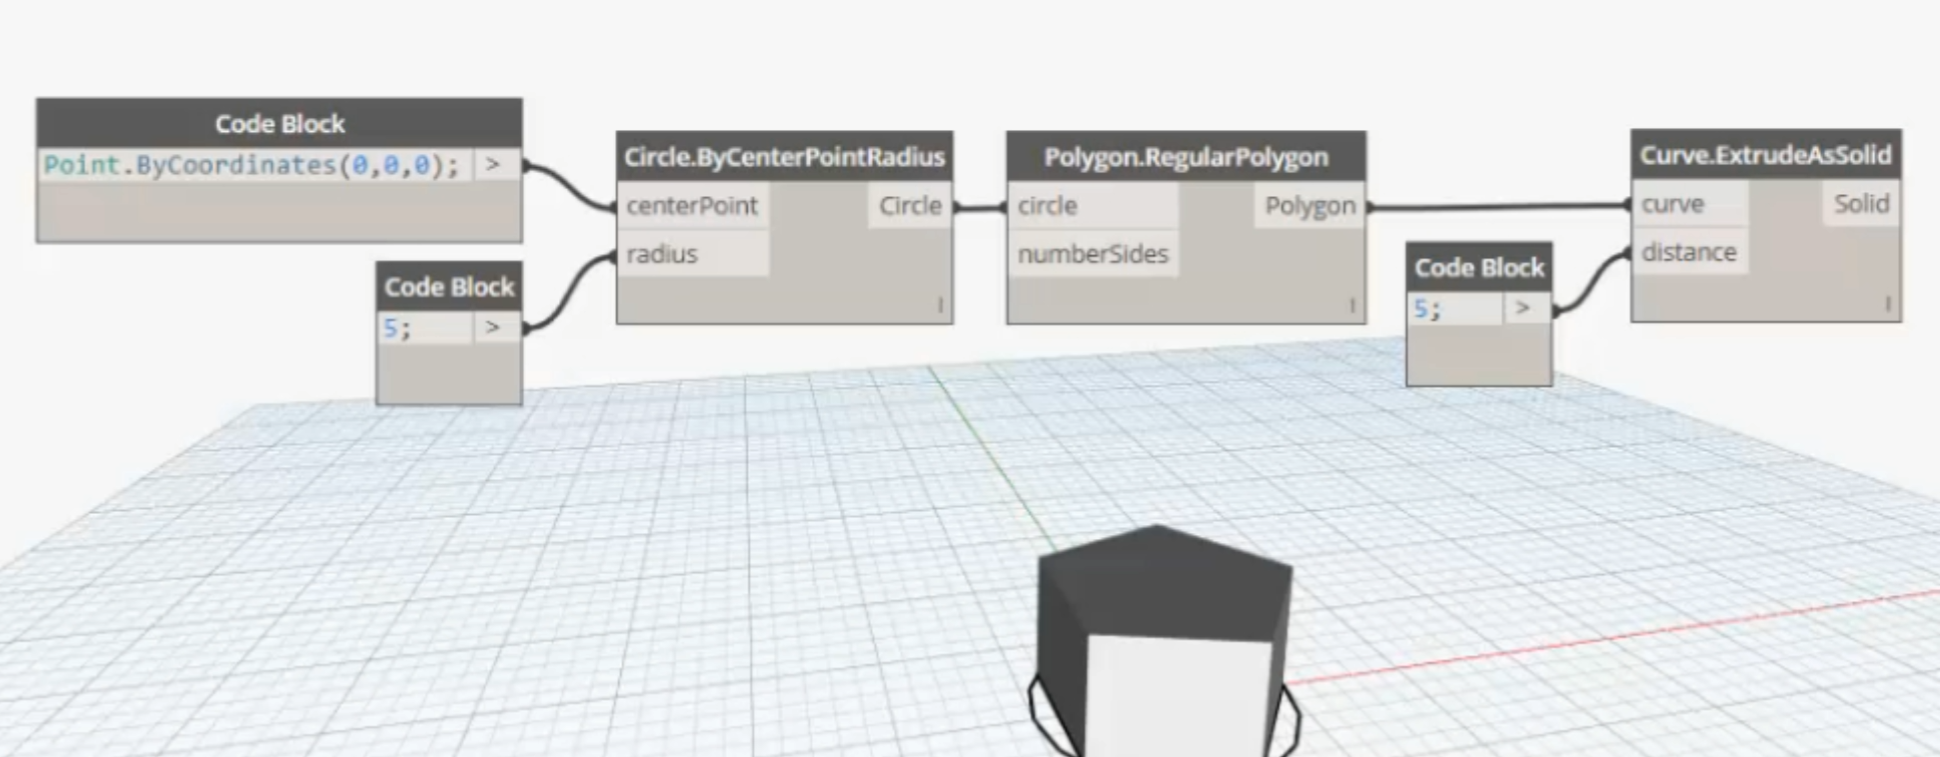 Code Block
Point.ByCoordinates(0,0,0); >
Code Block
5; >
Circle.ByCenterPointRadius
centerPoint Circle
radius
Polygon.RegularPolygon
circle Polygon
numberSides
Code Block
5; >
Curve.ExtrudeAsSolid
curve Solid
distance